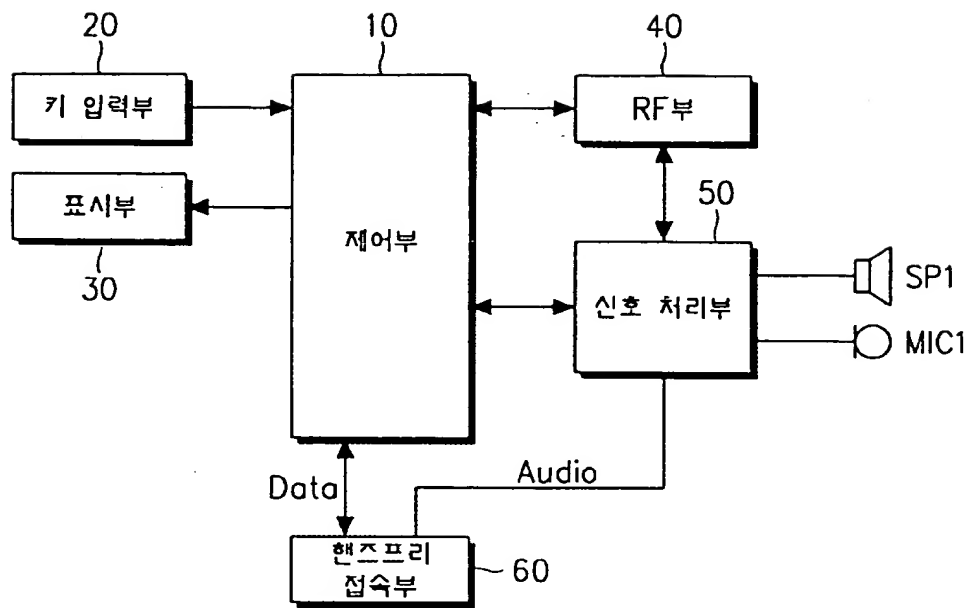 20
10
40
키 입력부
RF부
표시부
30
제어부
50
신호 처리부
SP1
MIC1
Data
Audio
핸즈프리
접속부
60